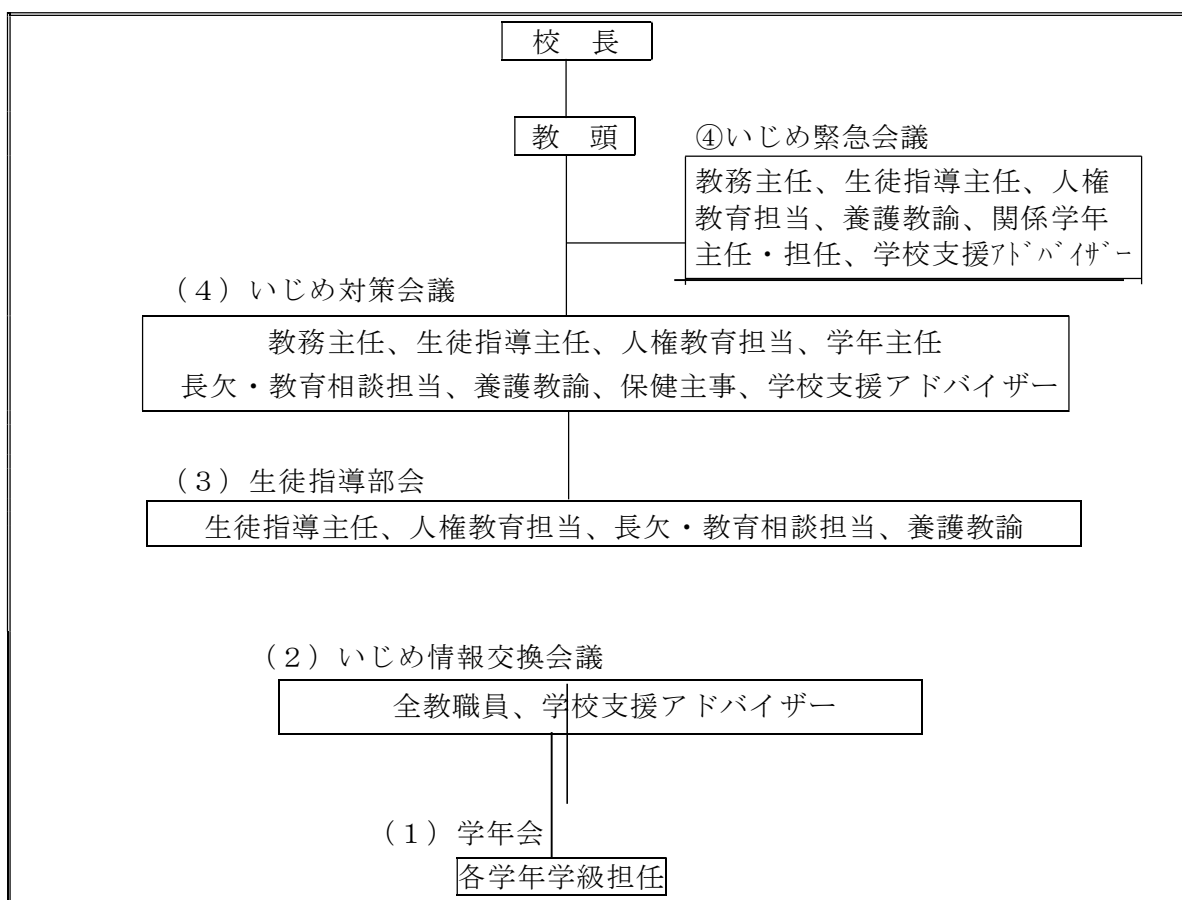 校　長
教　頭
④いじめ緊急会議
教務主任、生徒指導主任、人権
教育担当、養護教諭、関係学年
主任・担任、学校支援ｱﾄﾞﾊﾞｲｻﾞｰ
（４）いじめ対策会議
教務主任、生徒指導主任、人権教育担当、学年主任
長欠・教育相談担当、養護教諭、保健主事、学校支援アドバイザー
（３）生徒指導部会
生徒指導主任、人権教育担当、長欠・教育相談担当、養護教諭
（２）いじめ情報交換会議
全教職員、学校支援アドバイザー
（１）学年会
各学年学級担任